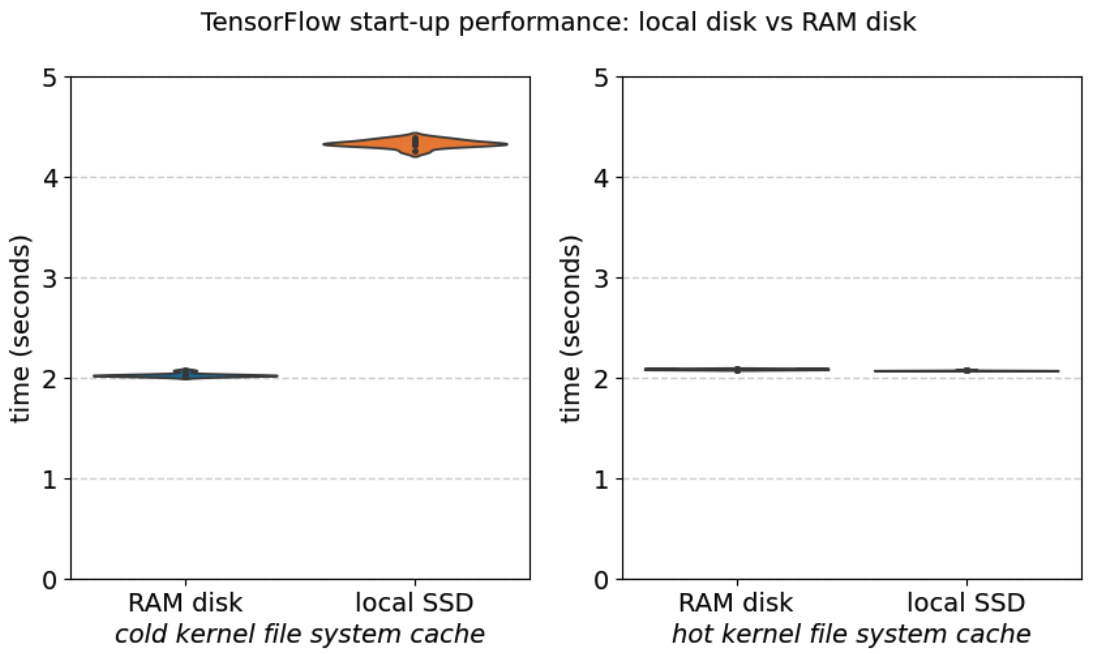 TensorFlow start-up performance: local disk vs RAM disk
5
4
3
2
1
0
time (seconds)
RAM disk local SSD
cold kernel file system cache
5
4
3
2
1
0
time (seconds)
RAM disk local SSD
hot kernel file system cache